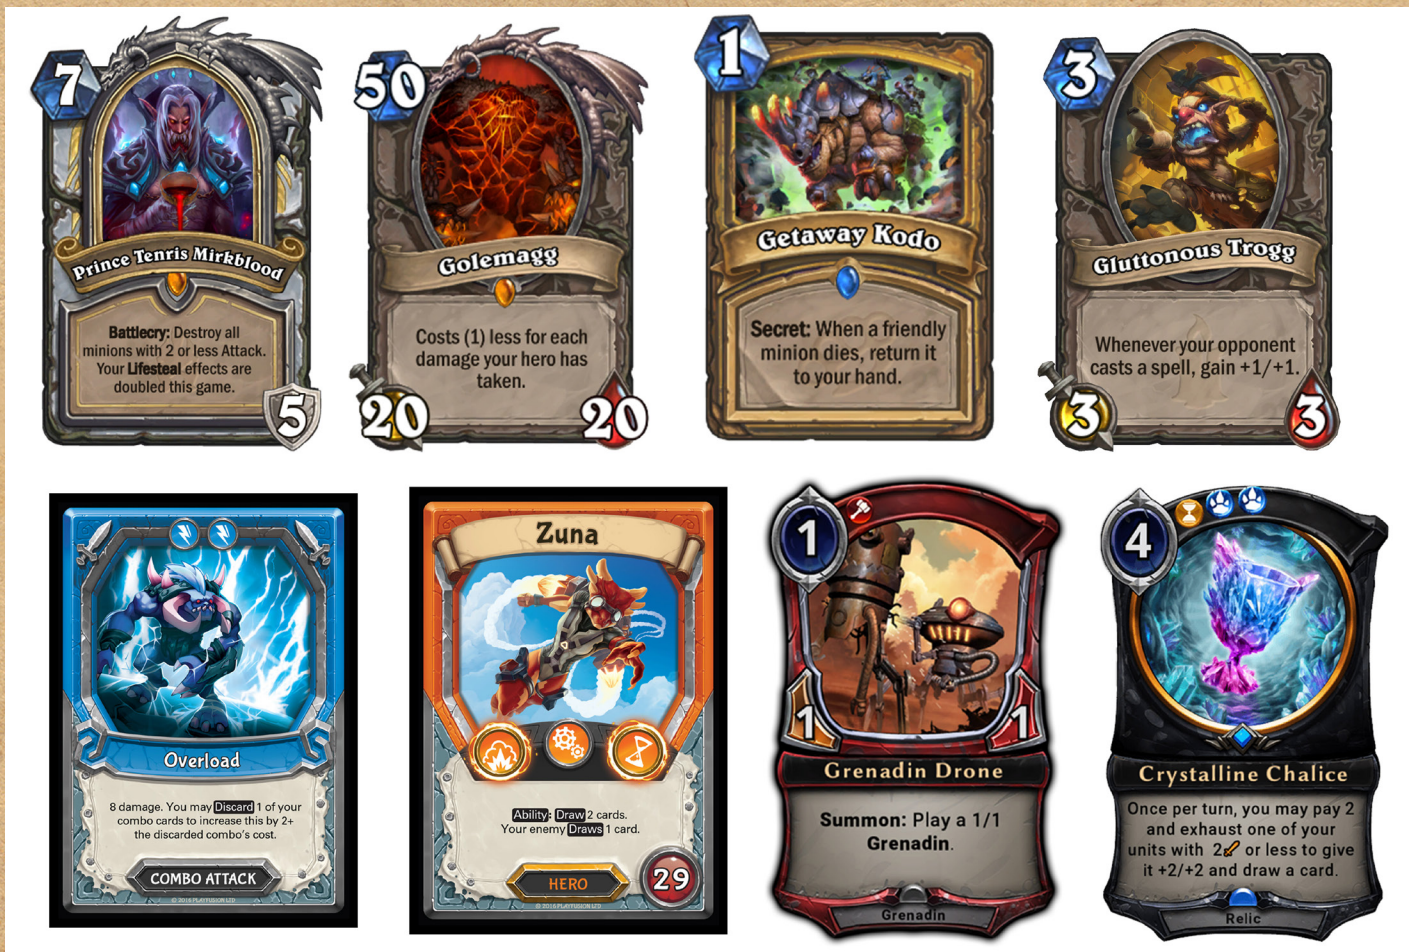 7
Prince Tenris Mirkblood
Battlecry: Destroy all
minions with 2 or less Attack.
Your Lifesteal effects are
doubled this game.
5
50
Golemagg
Costs (1) less for each
damage your hero has
taken.
20
20
1
Getaway Kodo
Secret: When a friendly
minion dies, return it
to your hand.
3
Gluttonous Trogg
Whenever your opponent
casts a spell, gain +1/+1.
3
3
Overload
8 damage. You may Discard 1 of your
combo cards to increase this by 2+
the discarded combo's cost.
COMBO ATTACK
© 2016 PLAYFUSION LTD
Zuna
Ability: Draw 2 cards.
Your enemy Draws 1 card.
HERO
29
© 2016 PLAYFUSION LTD
1
1
1
Grenadin Drone
Summon: Play a 1/1
Grenadin.
Grenadin
4
Crystalline Chalice
Once per turn, you may pay 2
and exhaust one of your
units with 2 or less to give
it +2/+2 and draw a card.
Relic